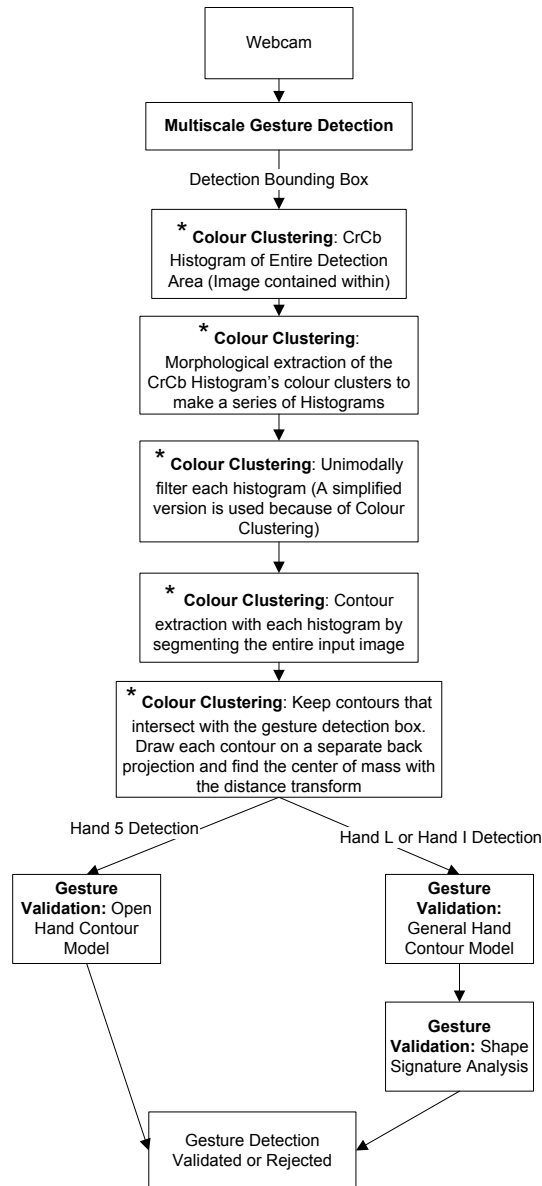 Webcam
Multiscale Gesture Detection
Detection Bounding Box
* Colour Clustering: CrCb
Histogram of Entire Detection
Area (Image contained within)
* Colour Clustering:
Morphological extraction of the
CrCb Histogram's colour clusters to
make a series of Histograms
* Colour Clustering: Unimodally
filter each histogram (A simplified
version is used because of Colour
Clustering)
* Colour Clustering: Contour
extraction with each histogram by
segmenting the entire input image
* Colour Clustering: Keep contours that
intersect with the gesture detection box.
Draw each contour on a separate back
projection and find the center of mass with
the distance transform
Hand 5 Detection
Hand L or Hand I Detection
Gesture
Validation: Open
Hand Contour
Model
Gesture
Validation:
General Hand
Contour Model
Gesture
Validation: Shape
Signature Analysis
Gesture Detection
Validated or Rejected